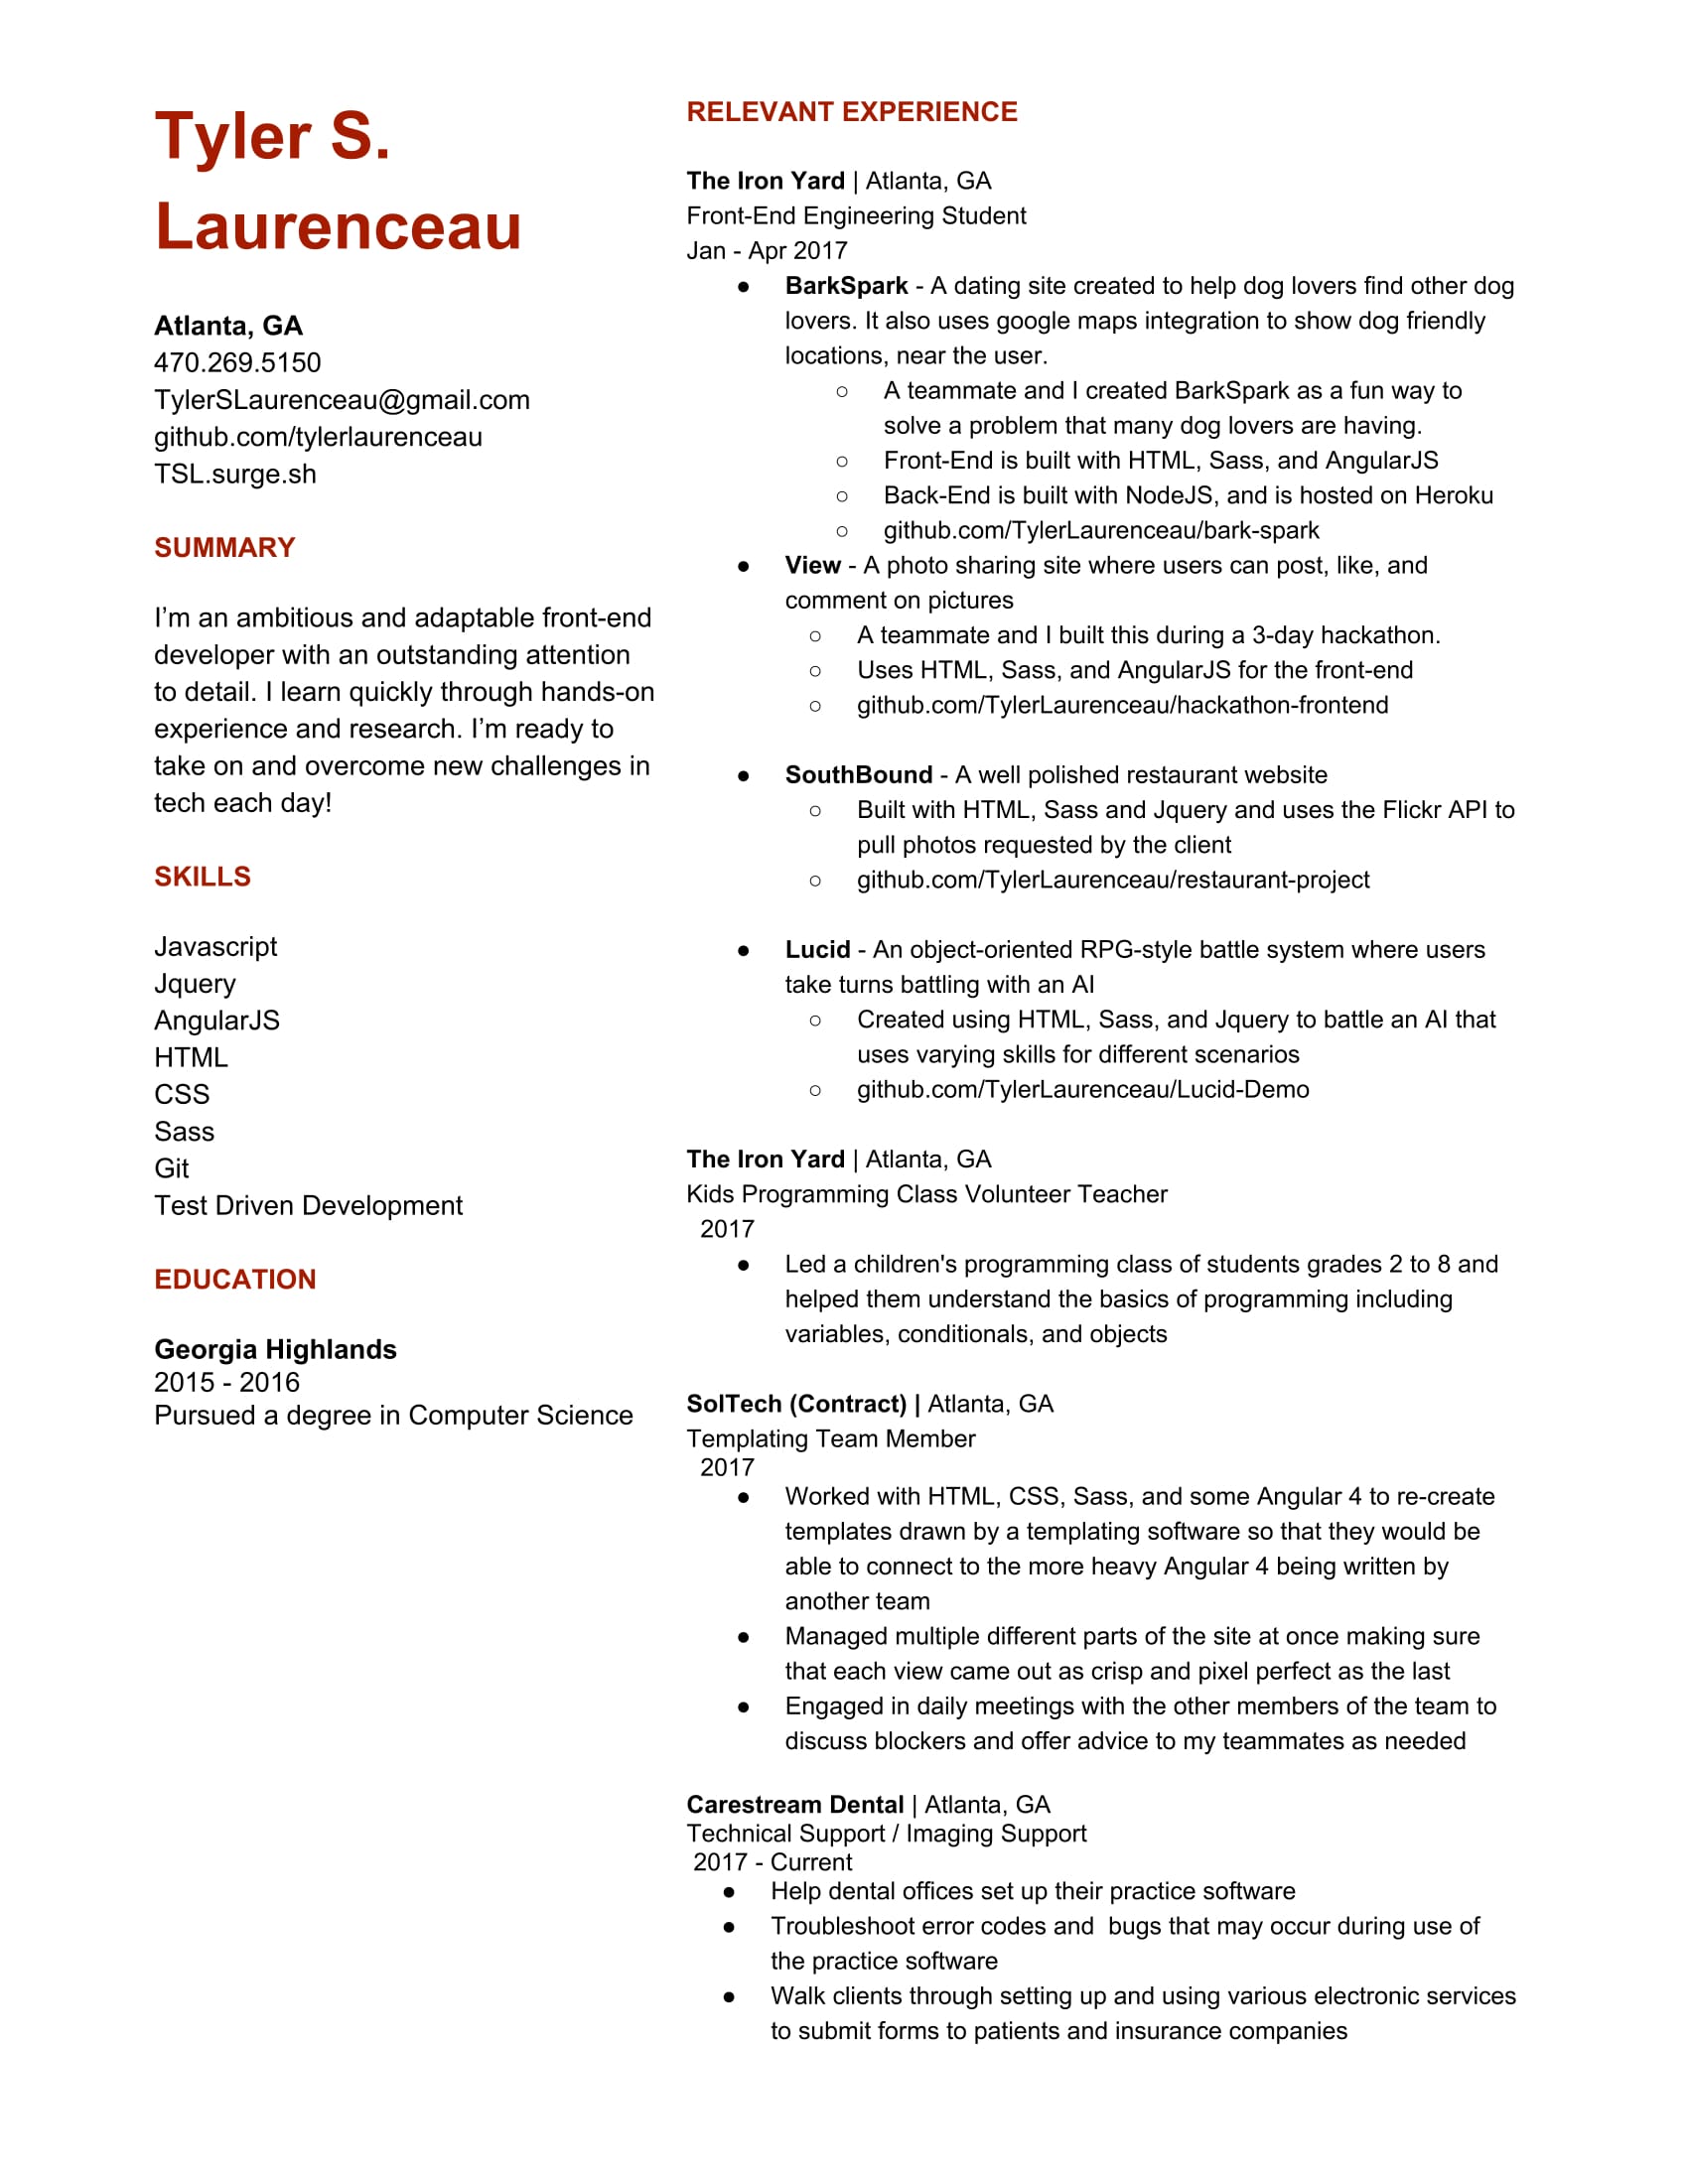 Tyler S.
Laurenceau
Atlanta, GA
470.269.5150
TylerSLaurenceau@gmail.com
github.com/tylerlaurenceau
TSL.surge.sh
SUMMARY
I’m an ambitious and adaptable front-end
developer with an outstanding attention
to detail. I learn quickly through hands-on
experience and research. I’m ready to
take on and overcome new challenges in
tech each day!
SKILLS
Javascript
Jquery
AngularJS
HTML
CSS
Sass
Git
Test Driven Development
EDUCATION
Georgia Highlands
2015 - 2016
Pursued a degree in Computer Science
RELEVANT EXPERIENCE
The Iron Yard | Atlanta, GA
Front-End Engineering Student
Jan - Apr 2017
● BarkSpark - A dating site created to help dog lovers find other dog
lovers. It also uses google maps integration to show dog friendly
locations, near the user.
○ A teammate and I created BarkSpark as a fun way to
solve a problem that many dog lovers are having.
○ Front-End is built with HTML, Sass, and AngularJS
○ Back-End is built with NodeJS, and is hosted on Heroku
○ github.com/TylerLaurenceau/bark-spark
● View - A photo sharing site where users can post, like, and
comment on pictures
○ A teammate and I built this during a 3-day hackathon.
○ Uses HTML, Sass, and AngularJS for the front-end
○ github.com/TylerLaurenceau/hackathon-frontend
● SouthBound - A well polished restaurant website
○ Built with HTML, Sass and Jquery and uses the Flickr API to
pull photos requested by the client
○ github.com/TylerLaurenceau/restaurant-project
● Lucid - An object-oriented RPG-style battle system where users
take turns battling with an AI
○ Created using HTML, Sass, and Jquery to battle an AI that
uses varying skills for different scenarios
○ github.com/TylerLaurenceau/Lucid-Demo
The Iron Yard | Atlanta, GA
Kids Programming Class Volunteer Teacher
2017
● Led a children's programming class of students grades 2 to 8 and
helped them understand the basics of programming including
variables, conditionals, and objects
SolTech (Contract) | Atlanta, GA
Templating Team Member
2017
● Worked with HTML, CSS, Sass, and some Angular 4 to re-create
templates drawn by a templating software so that they would be
able to connect to the more heavy Angular 4 being written by
another team
● Managed multiple different parts of the site at once making sure
that each view came out as crisp and pixel perfect as the last
● Engaged in daily meetings with the other members of the team to
discuss blockers and offer advice to my teammates as needed
Carestream Dental | Atlanta, GA
Technical Support / Imaging Support
2017 - Current
● Help dental offices set up their practice software
● Troubleshoot error codes and  bugs that may occur during use of
the practice software
● Walk clients through setting up and using various electronic services
to submit forms to patients and insurance companies